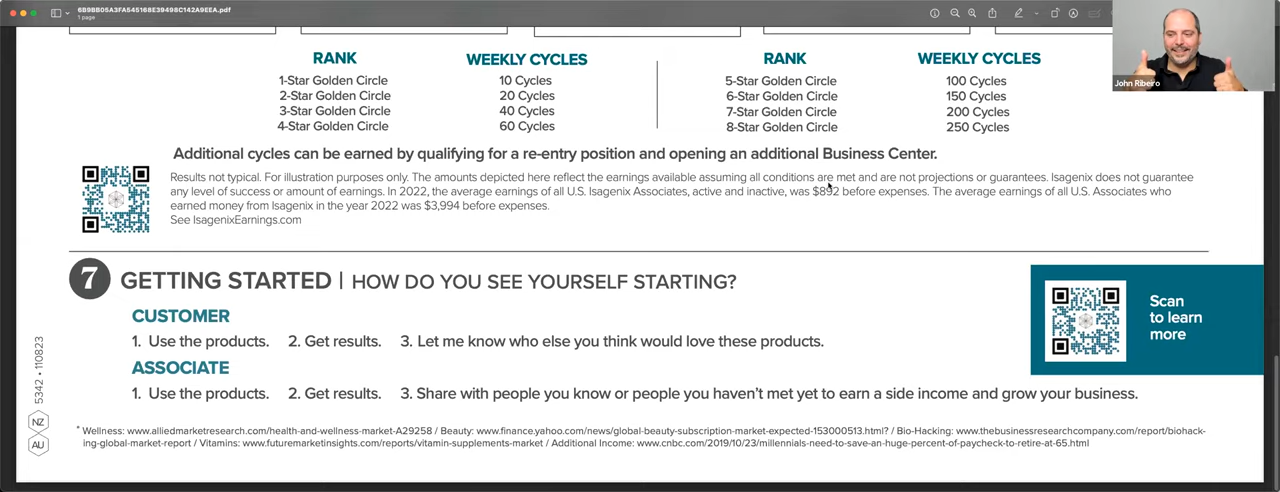 6B9BB05A3FA545168E39498C142A9EEA.pdf
1 page
John Ribeiro
RANK WEEKLY CYCLES
1-Star Golden Circle 10 Cycles
2-Star Golden Circle 20 Cycles
3-Star Golden Circle 40 Cycles
4-Star Golden Circle 60 Cycles
RANK WEEKLY CYCLES
5-Star Golden Circle 100 Cycles
6-Star Golden Circle 150 Cycles
7-Star Golden Circle 200 Cycles
8-Star Golden Circle 250 Cycles
Additional cycles can be earned by qualifying for a re-entry position and opening an additional Business Center.
Results not typical. For illustration purposes only. The amounts depicted here reflect the earnings available assuming all conditions are met and are not projections or guarantees. Isagenix does not guarantee
any level of success or amount of earnings. In 2022, the average earnings of all U.S. Isagenix Associates, active and inactive, was $892 before expenses. The average earnings of all U.S. Associates who
earned money from Isagenix in the year 2022 was $3,994 before expenses.
See IsagenixEarnings.com
7 GETTING STARTED | HOW DO YOU SEE YOURSELF STARTING?
CUSTOMER
1. Use the products. 2. Get results. 3. Let me know who else you think would love these products.
ASSOCIATE
1. Use the products. 2. Get results. 3. Share with people you know or people you haven't met yet to earn a side income and grow your business.
Scan
to learn
more
5342 • 110823
NZ
AU
* Wellness: www.alliedmarketresearch.com/health-and-wellness-market-A29258 / Beauty: www.finance.yahoo.com/news/global-beauty-subscription-market-expected-153000513.html? / Bio-Hacking: www.thebusinessresearchcompany.com/report/biohack-
ing-global-market-report / Vitamins: www.futuremarketinsights.com/reports/vitamin-supplements-market / Additional Income: www.cnbc.com/2019/10/23/millennials-need-to-save-an-huge-percent-of-paycheck-to-retire-at-65.html